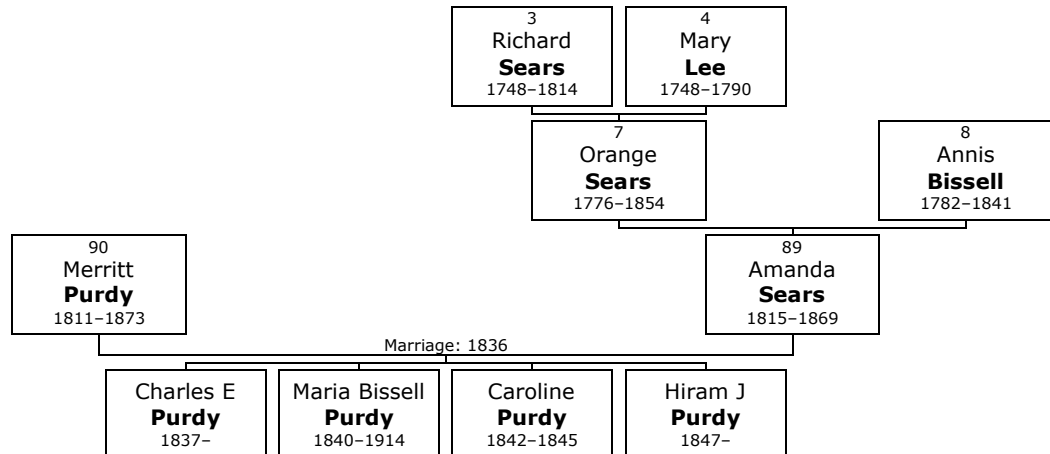 3
Richard
Sears
1748–1814
4
Mary
Lee
1748–1790
7
Orange
Sears
1776–1854
8
Annis
Bissell
1782–1841
90
Merritt
Purdy
1811–1873
89
Amanda
Sears
1815–1869
Marriage: 1836
Charles E
Purdy
1837–
Maria Bissell
Purdy
1840–1914
Caroline
Purdy
1842–1845
Hiram J
Purdy
1847–